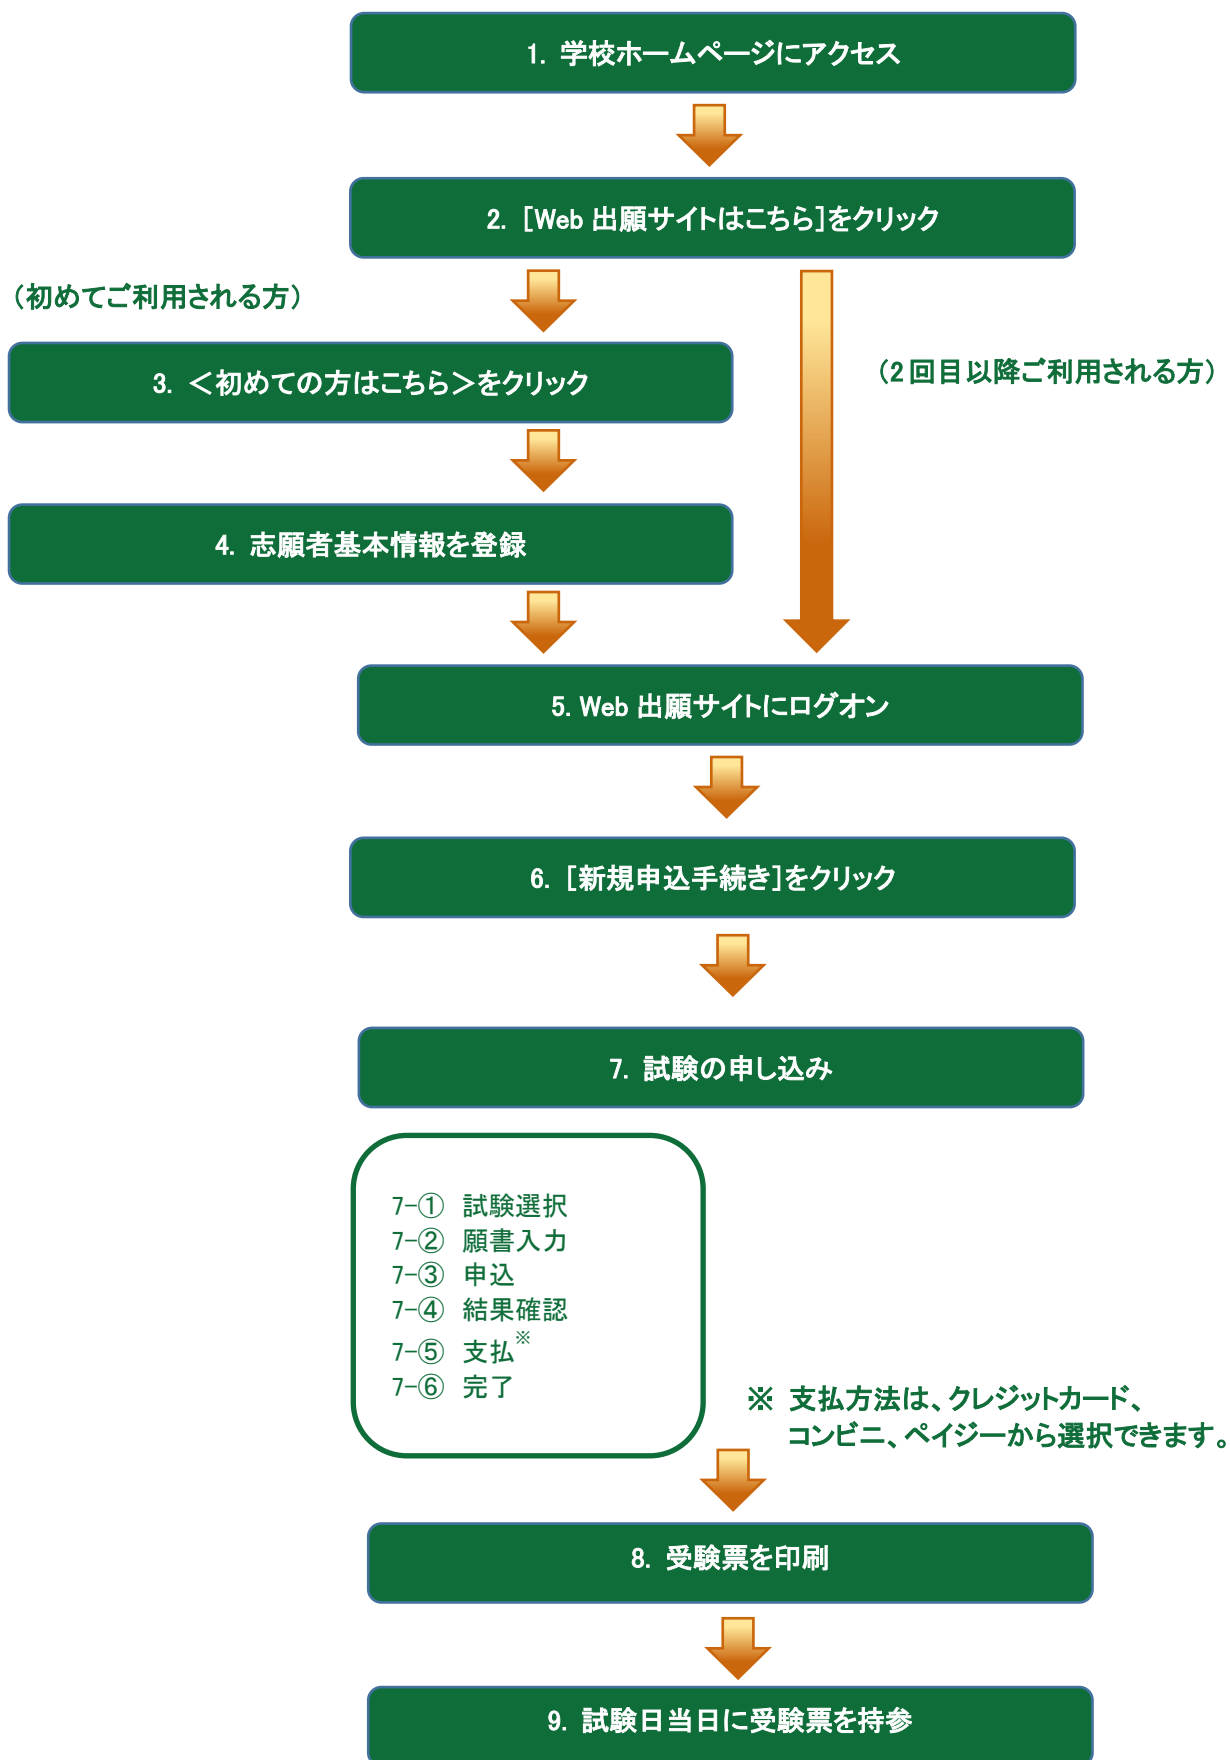 1. 学校ホームページにアクセス
2. [Web 出願サイトはこちら]をクリック
（初めてご利用される方）
3. ＜初めての方はこちら＞をクリック
（2回目以降ご利用される方）
4. 志願者基本情報を登録
5. Web 出願サイトにログオン
6. [新規申込手続き]をクリック
7. 試験の申し込み
7-① 試験選択
7-② 願書入力
7-③ 申込
7-④ 結果確認
7-⑤ 支払※
7-⑥ 完了
※ 支払方法は、クレジットカード、
コンビニ、ペイジーから選択できます。
8. 受験票を印刷
9. 試験日当日に受験票を持参